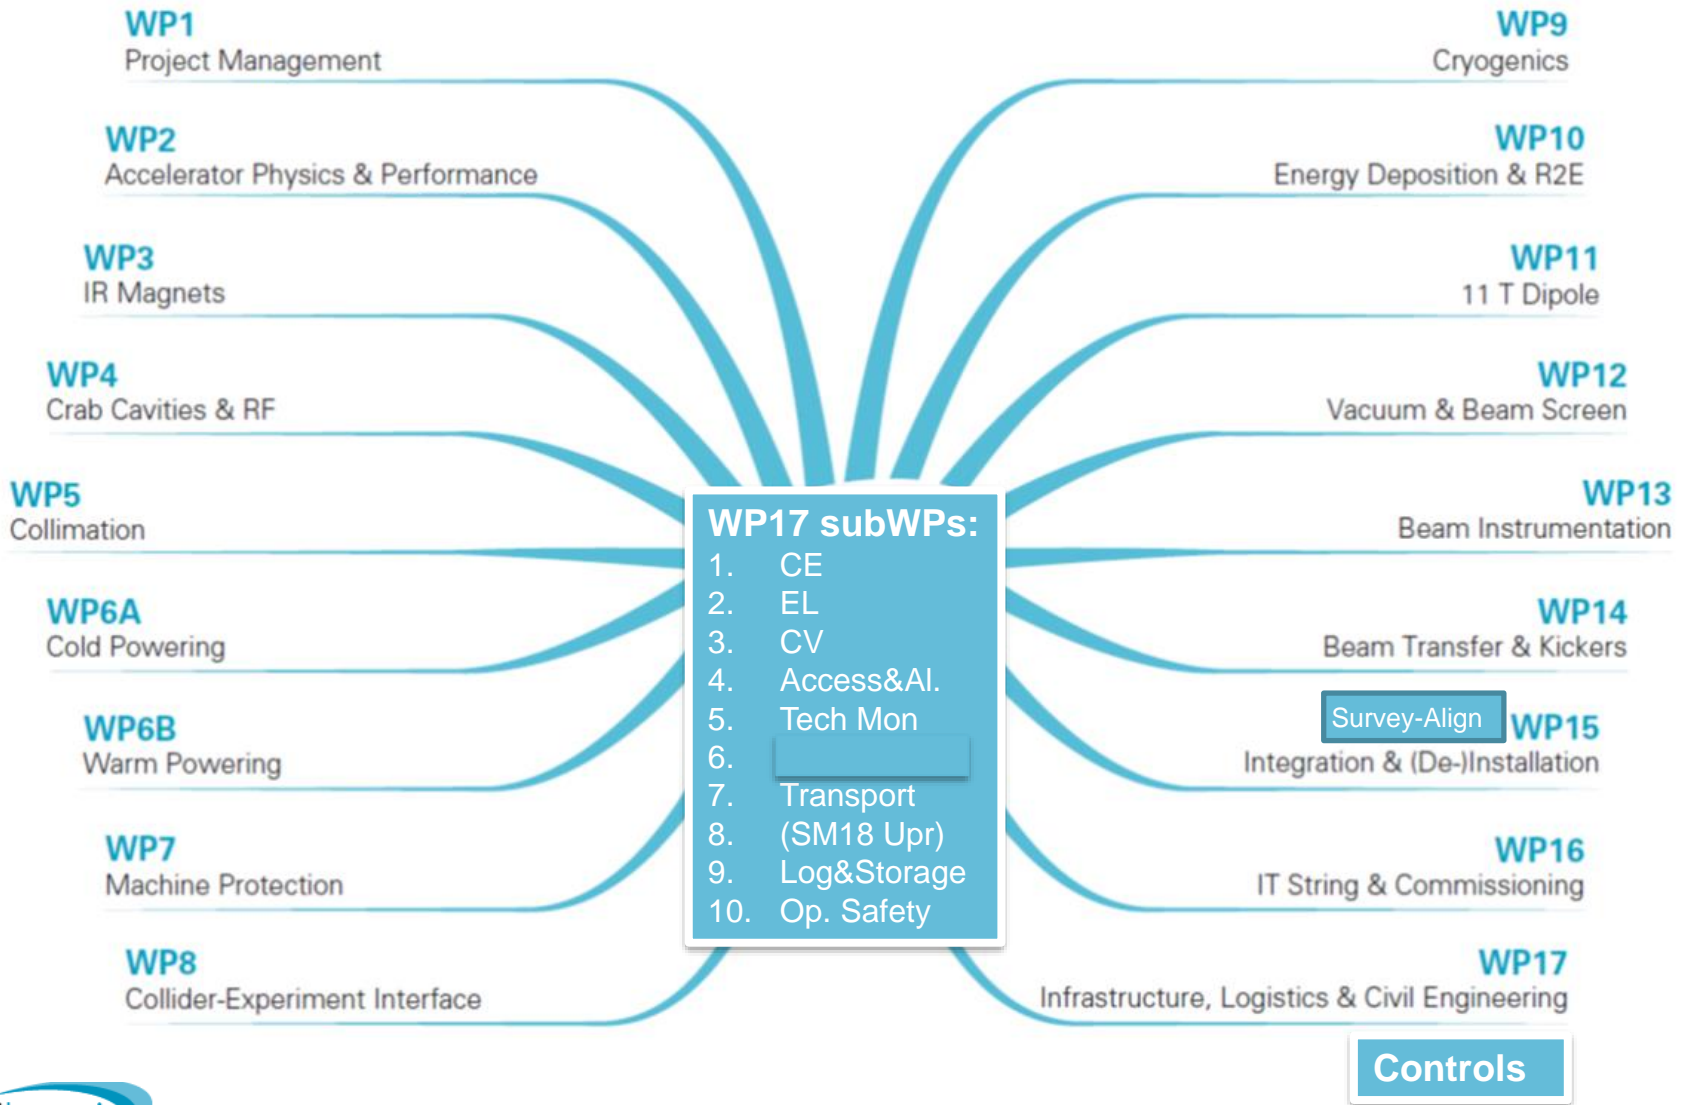 WP1
Project Management
WP2
Accelerator Physics & Performance
WP3
IR Magnets
WP4
Crab Cavities & RF
WP5
Collimation
WP6A
Cold Powering
WP6B
Warm Powering
WP7
Machine Protection
WP8
Collider-Experiment Interface
WP17 subWPs:
1. CE
2. EL
3. CV
4. Access&Al.
5. Tech Mon
6.
7. Transport
8. (SM18 Upr)
9. Log&Storage
10. Op. Safety
WP9
Cryogenics
WP10
Energy Deposition & R2E
WP11
11 T Dipole
WP12
Vacuum & Beam Screen
WP13
Beam Instrumentation
WP14
Beam Transfer & Kickers
Survey-Align WP15
Integration & (De-)Installation
WP16
IT String & Commissioning
WP17
Infrastructure, Logistics & Civil Engineering
Controls